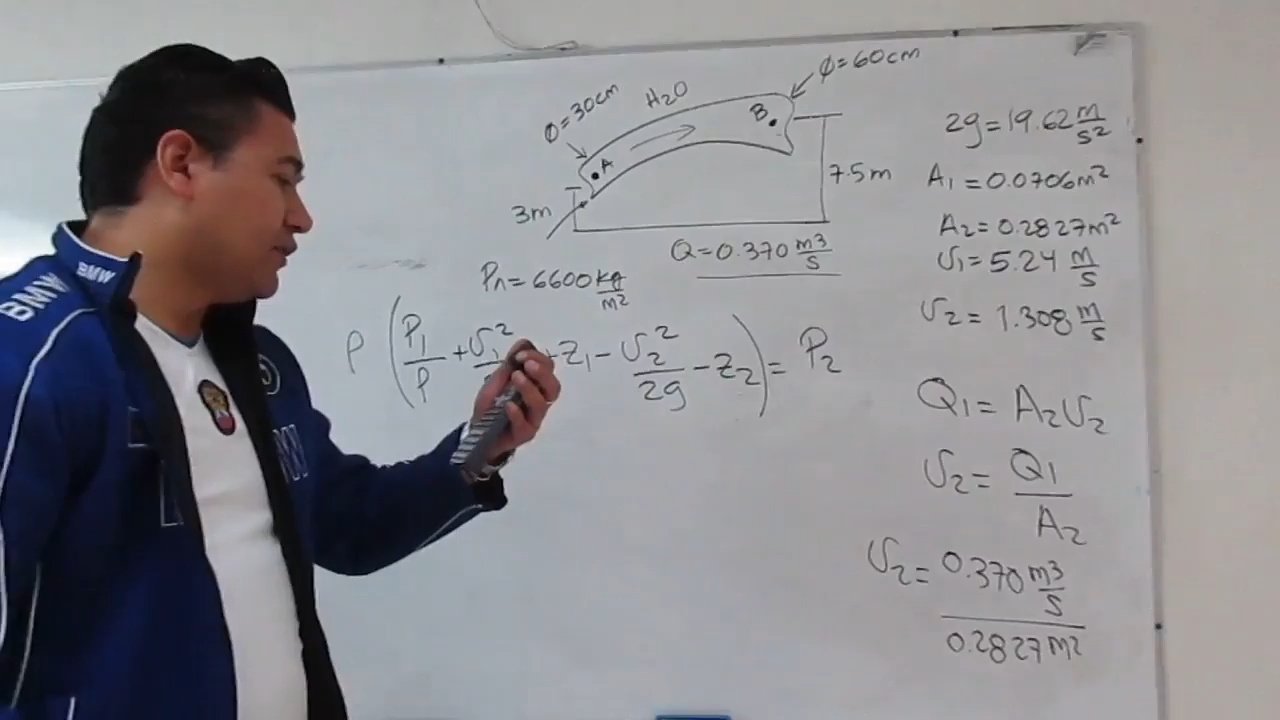 Ø=30cm
H2O
ϕ=60cm
A
B
3m
7.5m
Q=0.370 m3/s
P1=6600 kg/m2
ρ (P1/ρ + υ1²/ + z1 - υ2²/2g - z2) = P2
2g=19.62 m/s2
A1=0.0706m2
A2=0.2827m2
υ1=5.24 m/s
υ2=1.308 m/s
Q1=A2υ2
υ2=Q1/A2
υ2=0.370 m3/s
0.2827m2
BMW
BMW